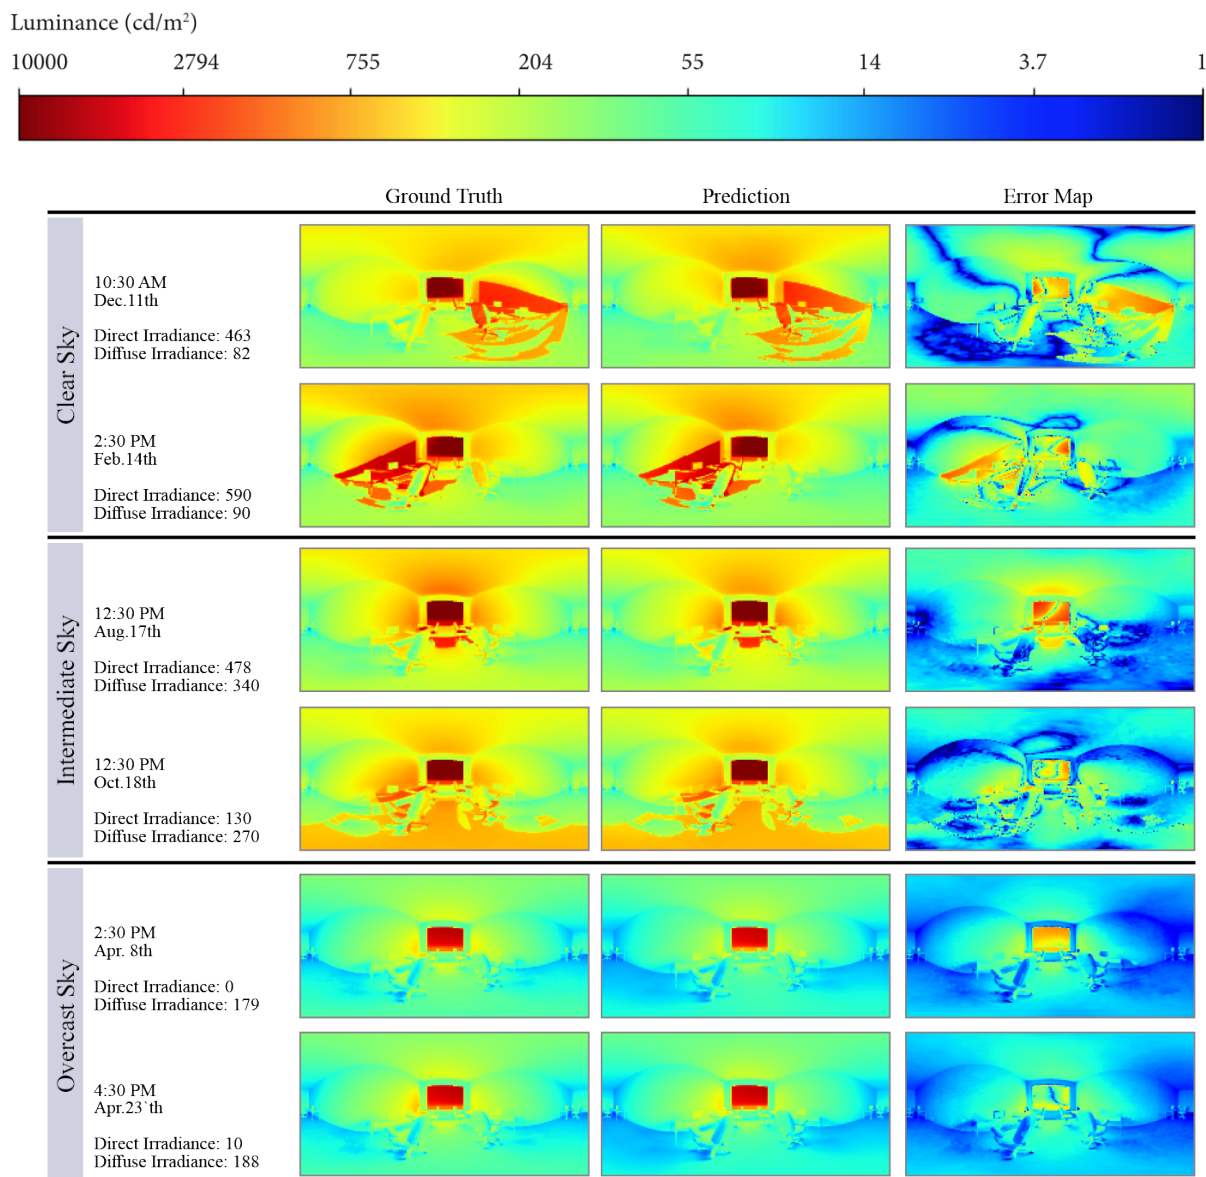 Luminance (cd/m²)
10000 2794 755 204 55 14 3.7 1
Ground Truth Prediction Error Map
Clear Sky
10:30 AM
Dec.11th
Direct Irradiance: 463
Diffuse Irradiance: 82
2:30 PM
Feb.14th
Direct Irradiance: 590
Diffuse Irradiance: 90
Intermediate Sky
12:30 PM
Aug.17th
Direct Irradiance: 478
Diffuse Irradiance: 340
12:30 PM
Oct.18th
Direct Irradiance: 130
Diffuse Irradiance: 270
Overcast Sky
2:30 PM
Apr. 8th
Direct Irradiance: 0
Diffuse Irradiance: 179
4:30 PM
Apr.23`th
Direct Irradiance: 10
Diffuse Irradiance: 188